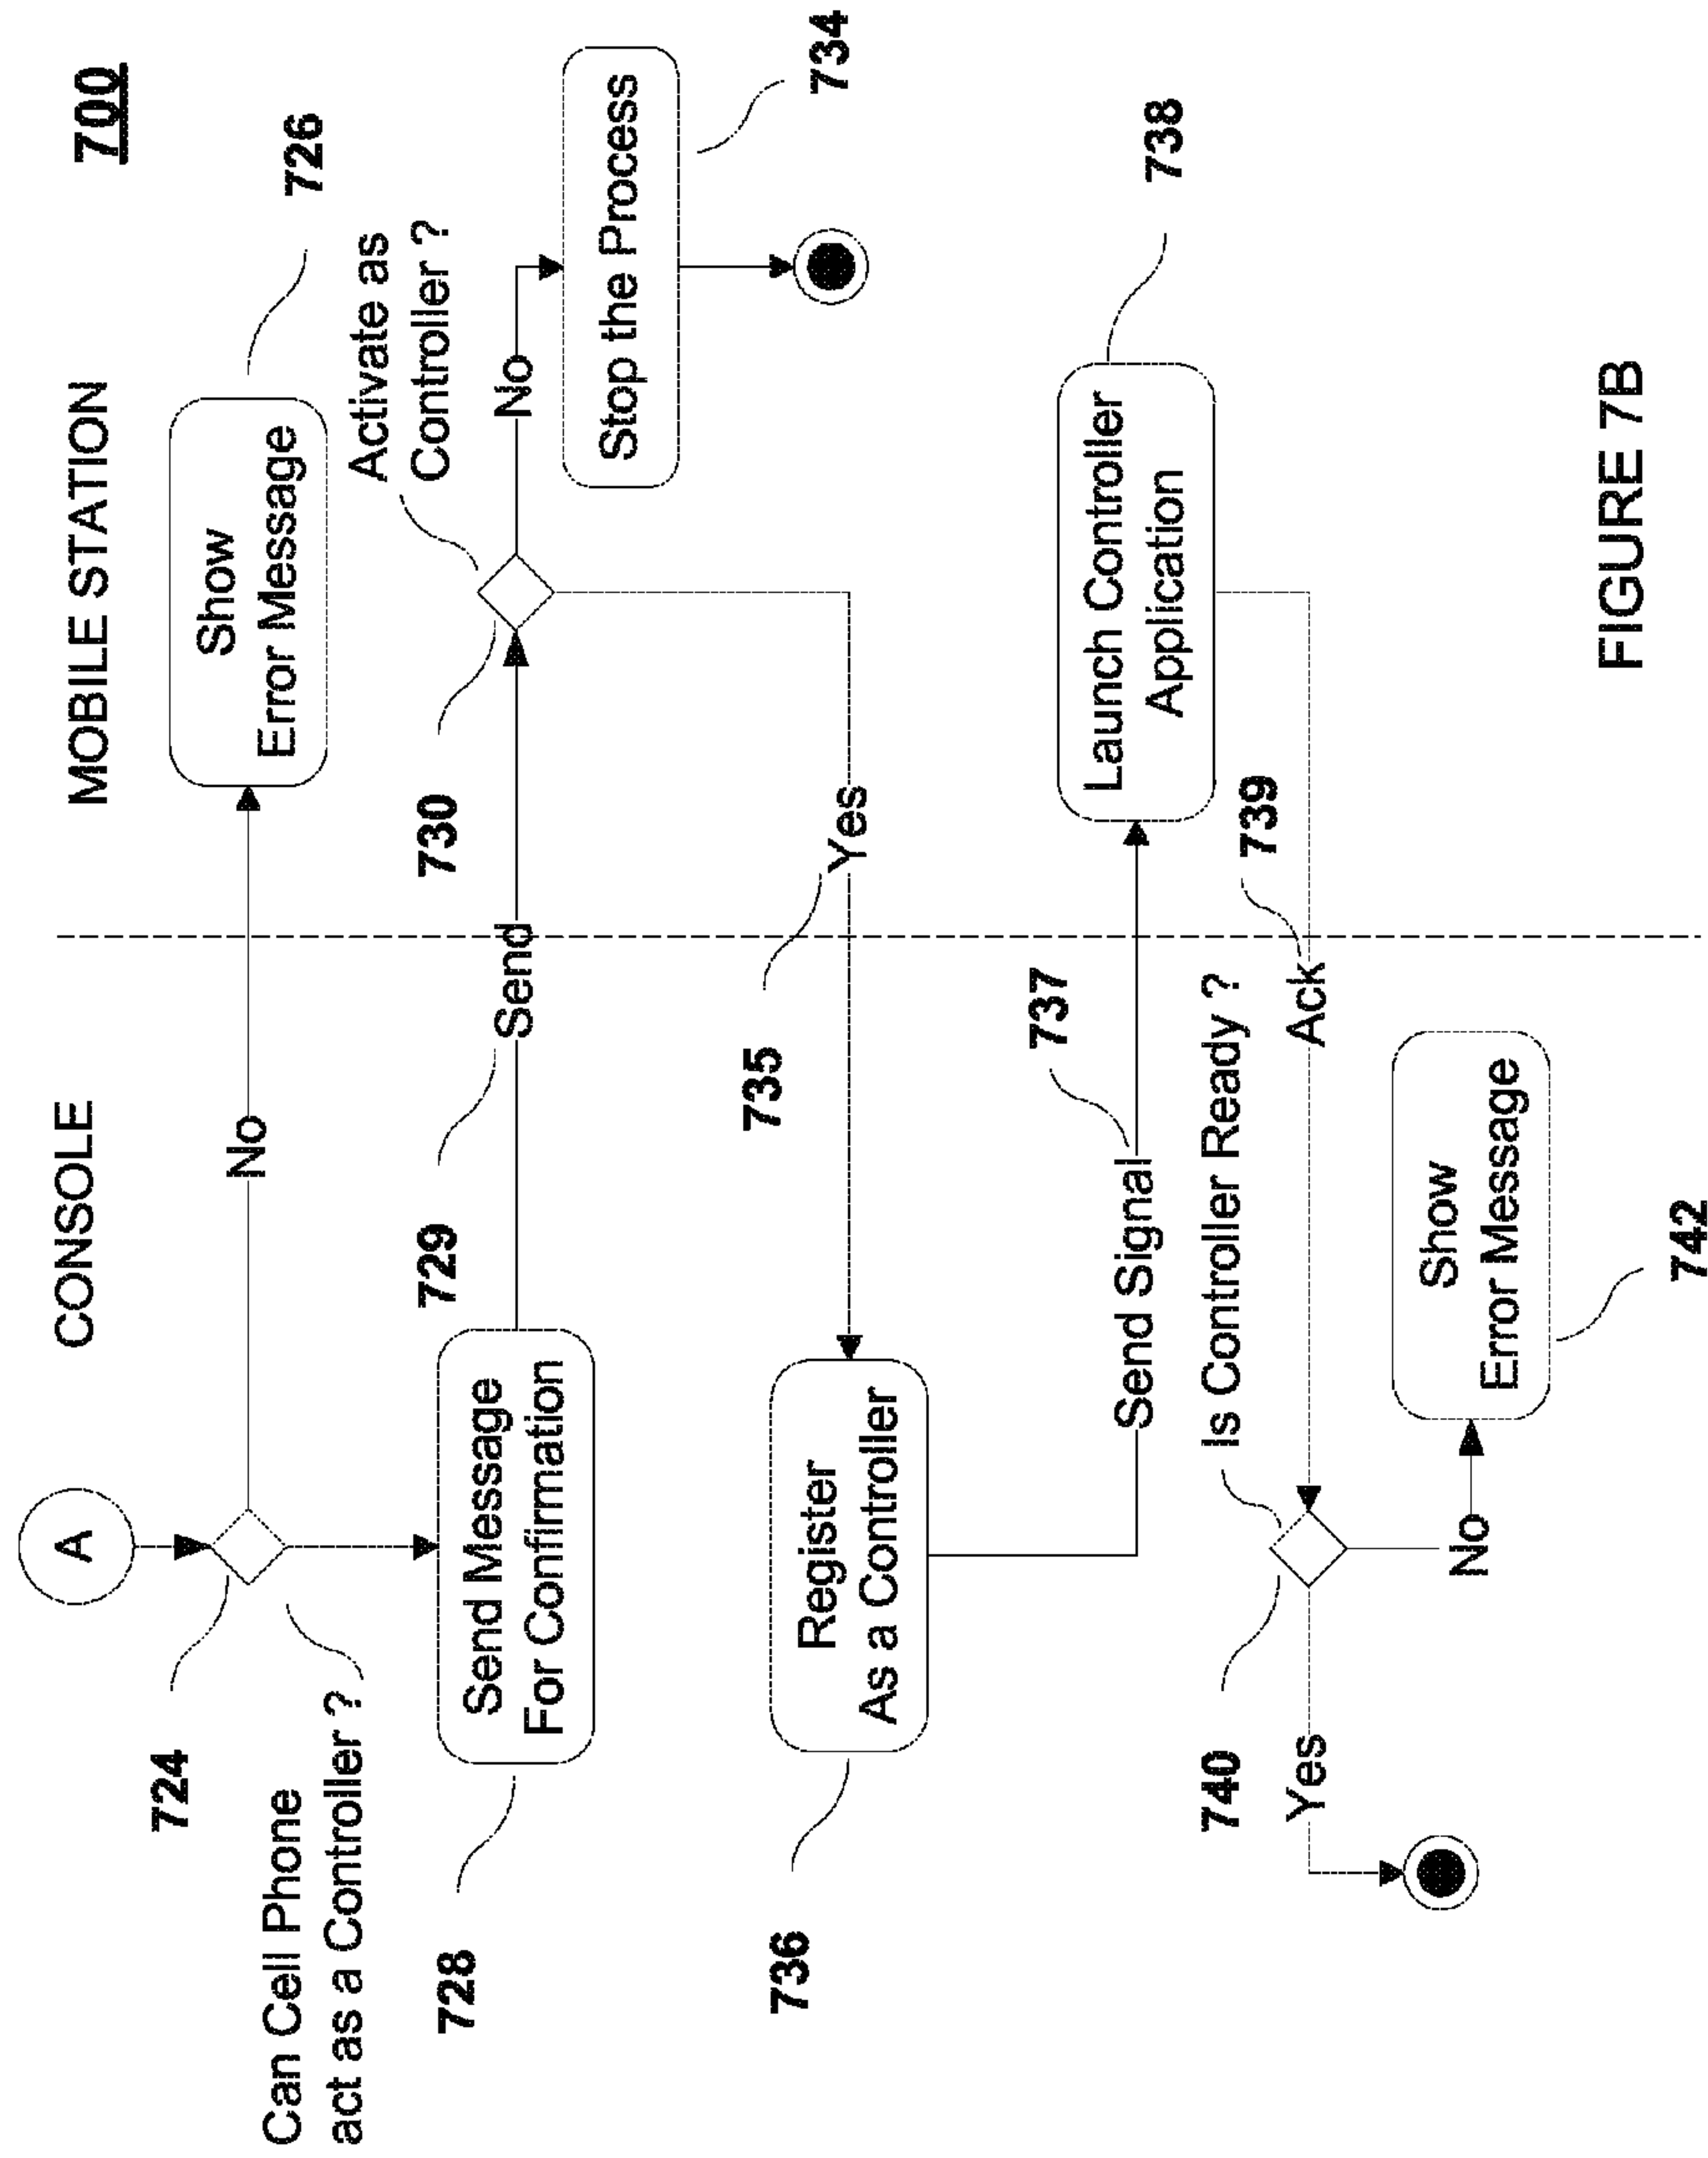 700
CONSOLE
MOBILE STATION
A
724
Can Cell Phone
act as a Controller ?
No
Show
Error Message
726
728
Send Message
For Confirmation
729
Send
730
Activate as
Controller ?
No
Stop the Process
734
735
Yes
736
Register
As a Controller
737
Send Signal
Launch Controller
Application
738
739
Ack
Is Controller Ready ?
740
Yes
No
Show
Error Message
742
FIGURE 7B